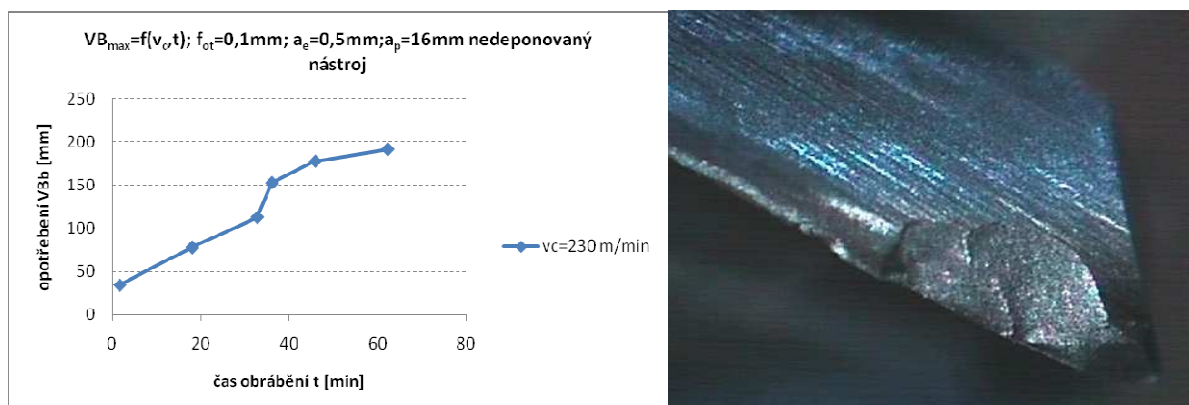 VBmax=f(vc,t); fot=0,1mm; ae=0,5mm;ap=16mm nedeponovaný
nástroj
250
200
150
100
50
0
opotřebení VBb [mm]
0 20 40 60 80
čas obrábění t [min]
vc=230 m/min